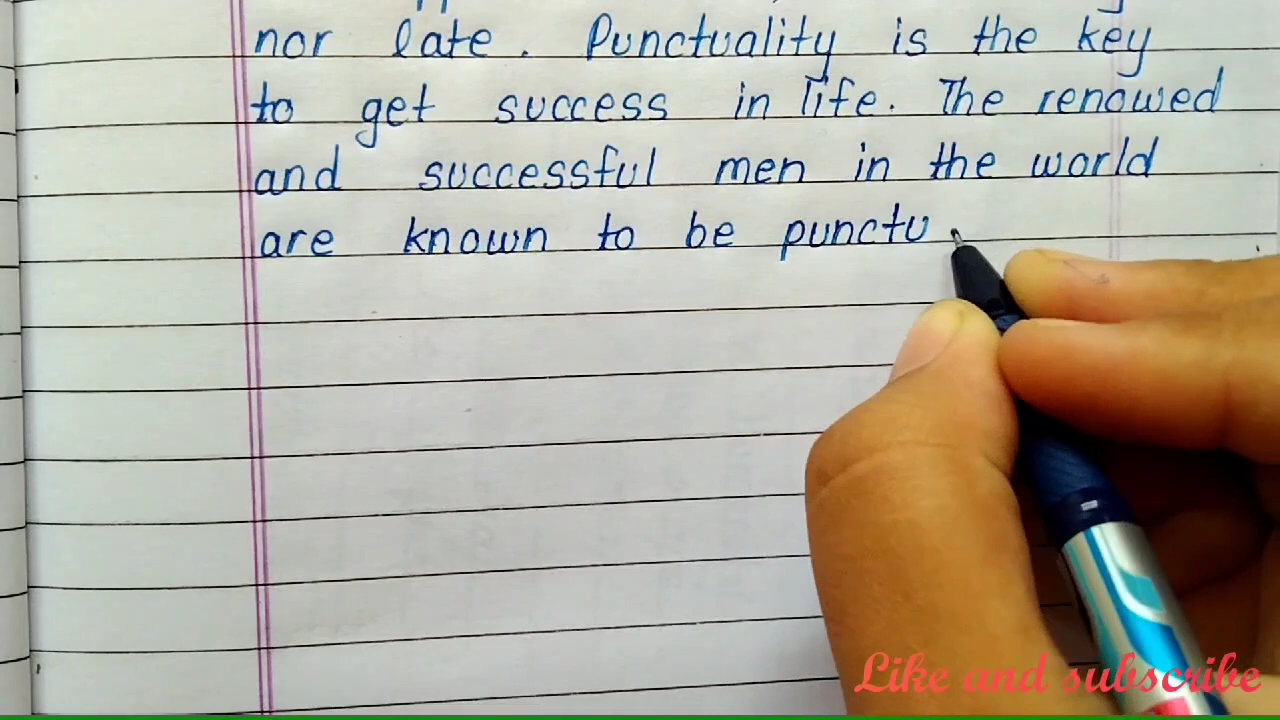 nor late. Punctuality is the key
to get success in life. The renowed
and successful men in the world
are known to be punctu
Like and subscribe